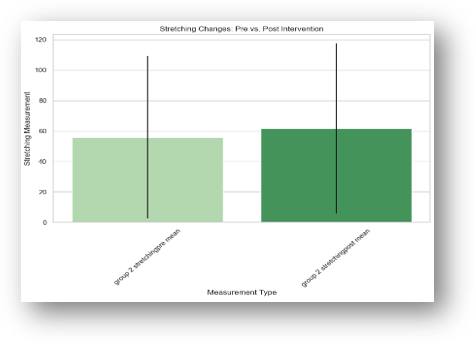 Stretching Changes: Pre vs. Post Intervention
120
100
80
60
40
20
0
Stretching Measurement
group 2 stretchingpre mean
group 2 stretchingpost mean
Measurement Type